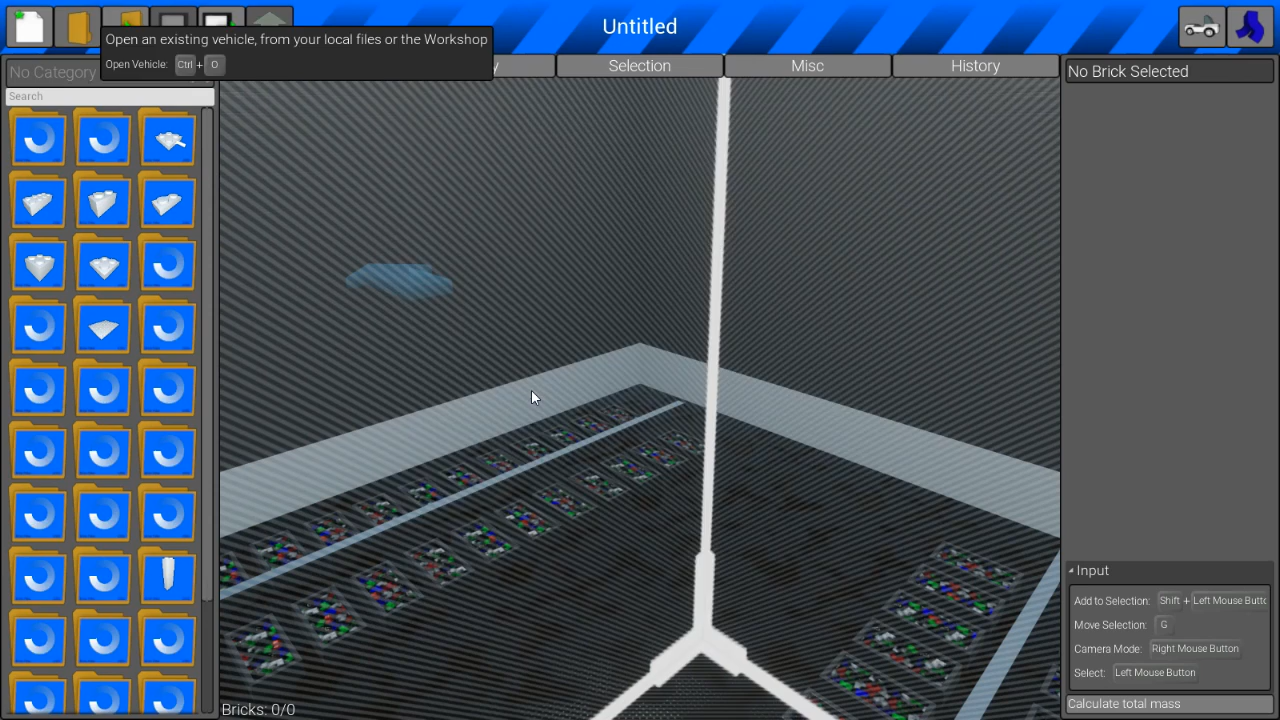 Untitled
Open an existing vehicle, from your local files or the Workshop
Open Vehicle: Ctrl + O
No Category
Selection
Misc
History
No Brick Selected
Search
Input
Add to Selection: Shift + Left Mouse Butto
Move Selection: G
Camera Mode: Right Mouse Button
Select: Left Mouse Button
Calculate total mass
Bricks: 0/0